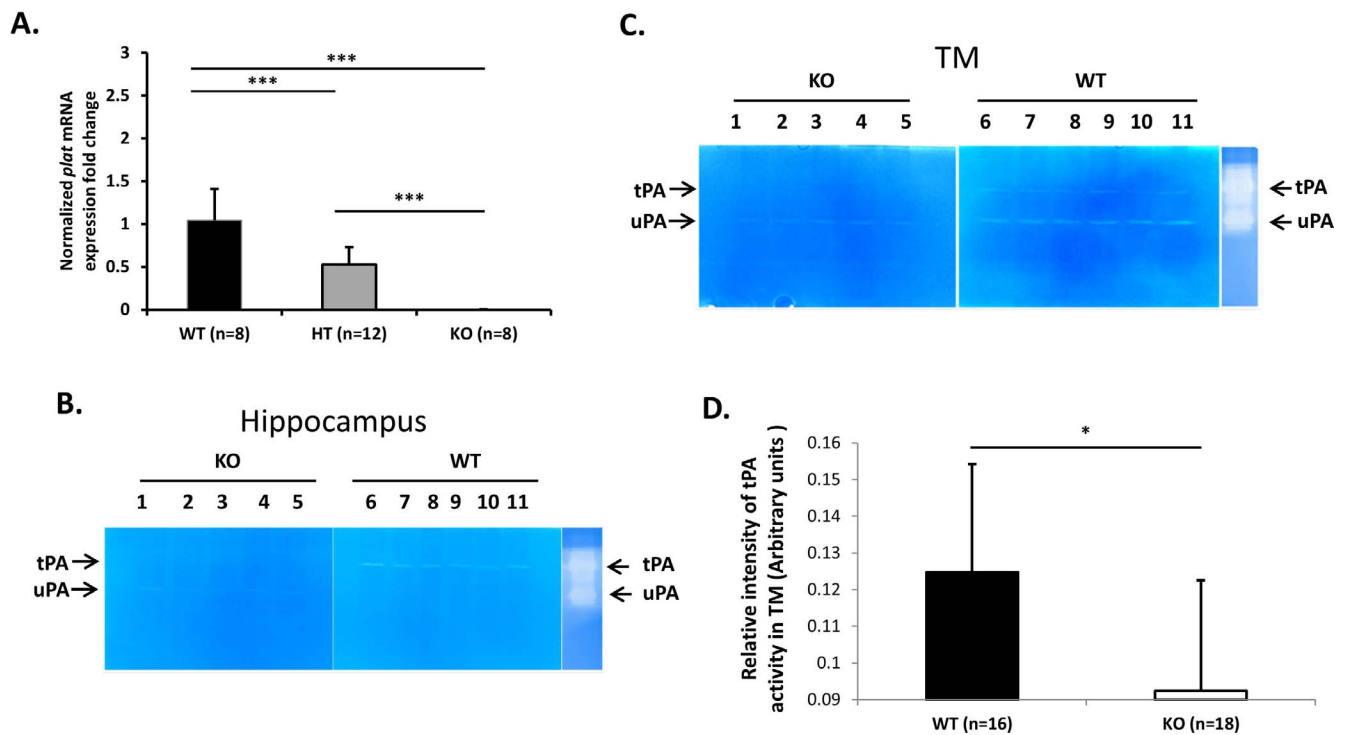 A.
Normalized plat mRNA
expression fold change
3
2.5
2
1.5
1
0.5
0
***
***
***
WT (n=8) HT (n=12) KO (n=8)
B.
Hippocampus
KO WT
1 2 3 4 5 6 7 8 9 10 11
tPA tPA
uPA uPA
C.
TM
KO WT
1 2 3 4 5 6 7 8 9 10 11
tPA tPA
uPA uPA
D.
Relative intensity of tPA
activity in TM (Arbitrary units )
0.16
0.15
0.14
0.13
0.12
0.11
0.1
0.09
*
WT (n=16) KO (n=18)